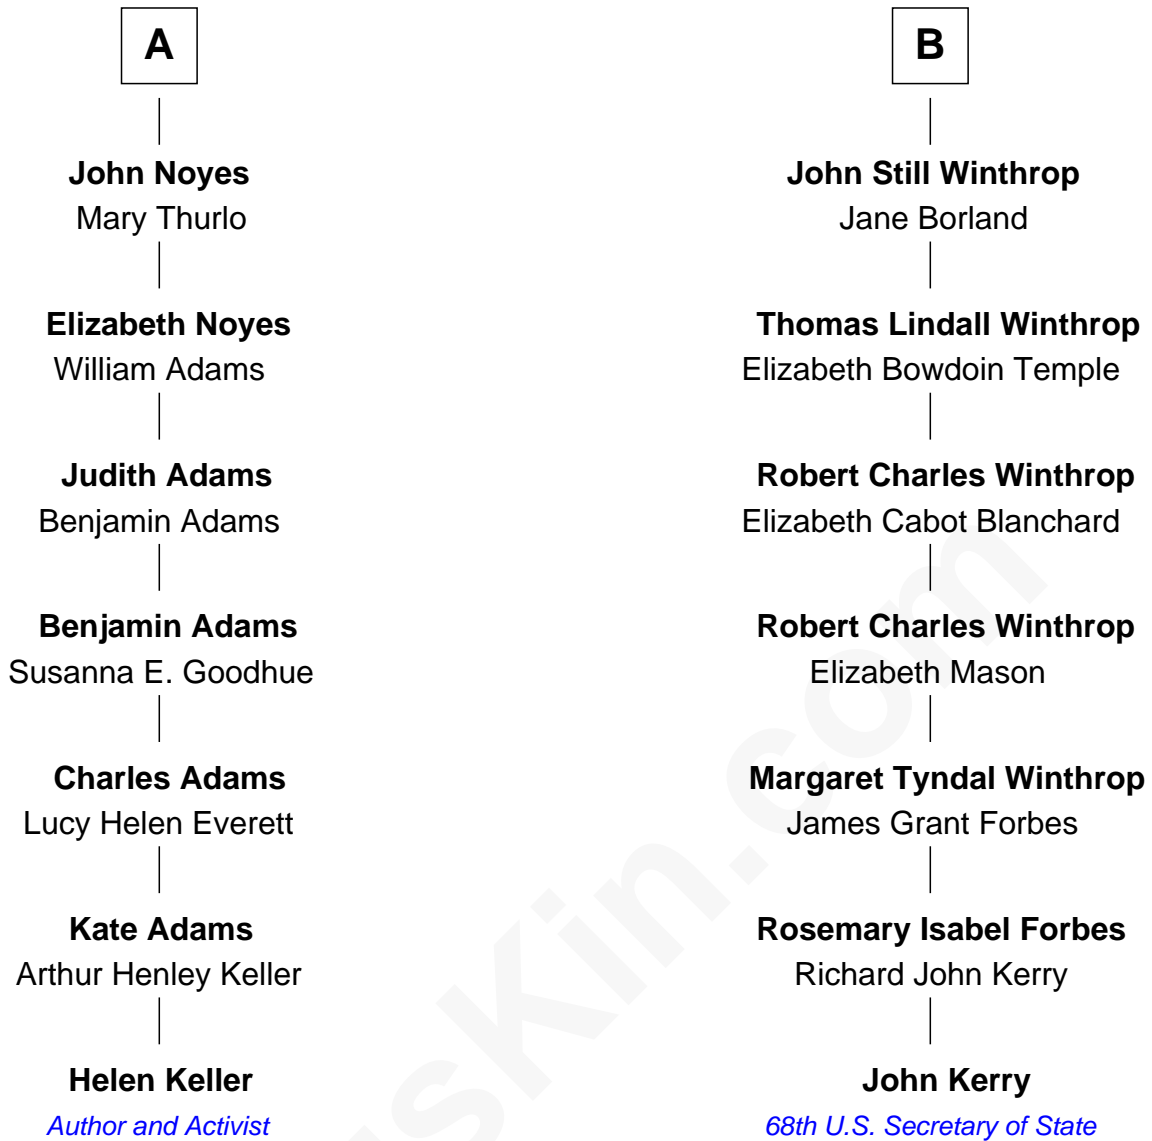 A
John Noyes
Mary Thurlo
Elizabeth Noyes
William Adams
Judith Adams
Benjamin Adams
Benjamin Adams
Susanna E. Goodhue
Charles Adams
Lucy Helen Everett
Kate Adams
Arthur Henley Keller
Helen Keller
Author and Activist
B
John Still Winthrop
Jane Borland
Thomas Lindall Winthrop
Elizabeth Bowdoin Temple
Robert Charles Winthrop
Elizabeth Cabot Blanchard
Robert Charles Winthrop
Elizabeth Mason
Margaret Tyndal Winthrop
James Grant Forbes
Rosemary Isabel Forbes
Richard John Kerry
John Kerry
68th U.S. Secretary of State